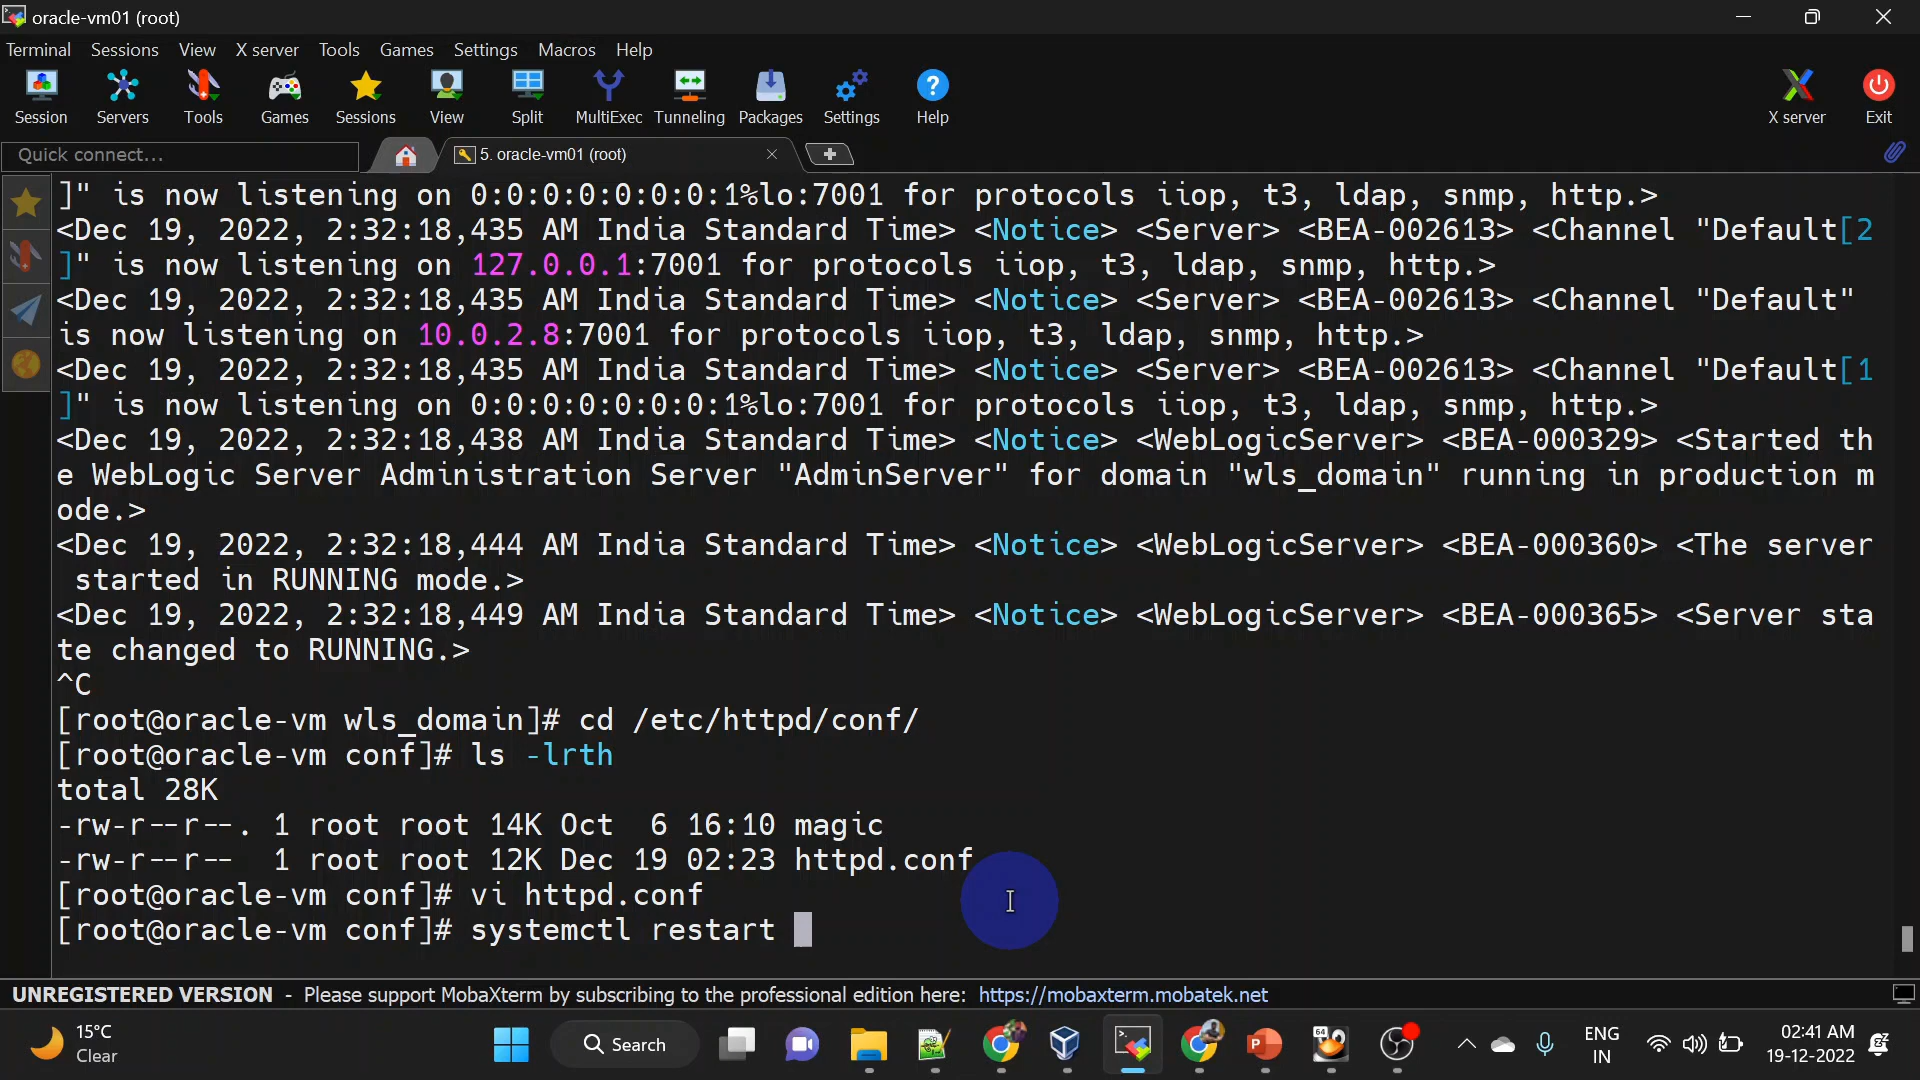 oracle-vm01 (root)
Terminal Sessions View X server Tools Games Settings Macros Help
Session Servers Tools Games Sessions View Split MultiExec Tunneling Packages Settings Help X server Exit
Quick connect...
5. oracle-vm01 (root)
]" is now listening on 0:0:0:0:0:0:0:1%lo:7001 for protocols iiop, t3, ldap, snmp, http.>
<Dec 19, 2022, 2:32:18,435 AM India Standard Time> <Notice> <Server> <BEA-002613> <Channel "Default[2
]" is now listening on 127.0.0.1:7001 for protocols iiop, t3, ldap, snmp, http.>
<Dec 19, 2022, 2:32:18,435 AM India Standard Time> <Notice> <Server> <BEA-002613> <Channel "Default"
is now listening on 10.0.2.8:7001 for protocols iiop, t3, ldap, snmp, http.>
<Dec 19, 2022, 2:32:18,435 AM India Standard Time> <Notice> <Server> <BEA-002613> <Channel "Default[1
]" is now listening on 0:0:0:0:0:0:0:1%lo:7001 for protocols iiop, t3, ldap, snmp, http.>
<Dec 19, 2022, 2:32:18,438 AM India Standard Time> <Notice> <WebLogicServer> <BEA-000329> <Started th
e WebLogic Server Administration Server "AdminServer" for domain "wls_domain" running in production m
ode.>
<Dec 19, 2022, 2:32:18,444 AM India Standard Time> <Notice> <WebLogicServer> <BEA-000360> <The server
started in RUNNING mode.>
<Dec 19, 2022, 2:32:18,449 AM India Standard Time> <Notice> <WebLogicServer> <BEA-000365> <Server sta
te changed to RUNNING.>
^C
[root@oracle-vm wls_domain]# cd /etc/httpd/conf/
[root@oracle-vm conf]# ls -lrth
total 28K
-rw-r--r--. 1 root root 14K Oct  6 16:10 magic
-rw-r--r--  1 root root 12K Dec 19 02:23 httpd.conf
[root@oracle-vm conf]# vi httpd.conf
[root@oracle-vm conf]# systemctl restart
UNREGISTERED VERSION - Please support MobaXterm by subscribing to the professional edition here: https://mobaxterm.mobatek.net
15°C
Clear
Search
64
P
ENG
IN
02:41 AM
19-12-2022